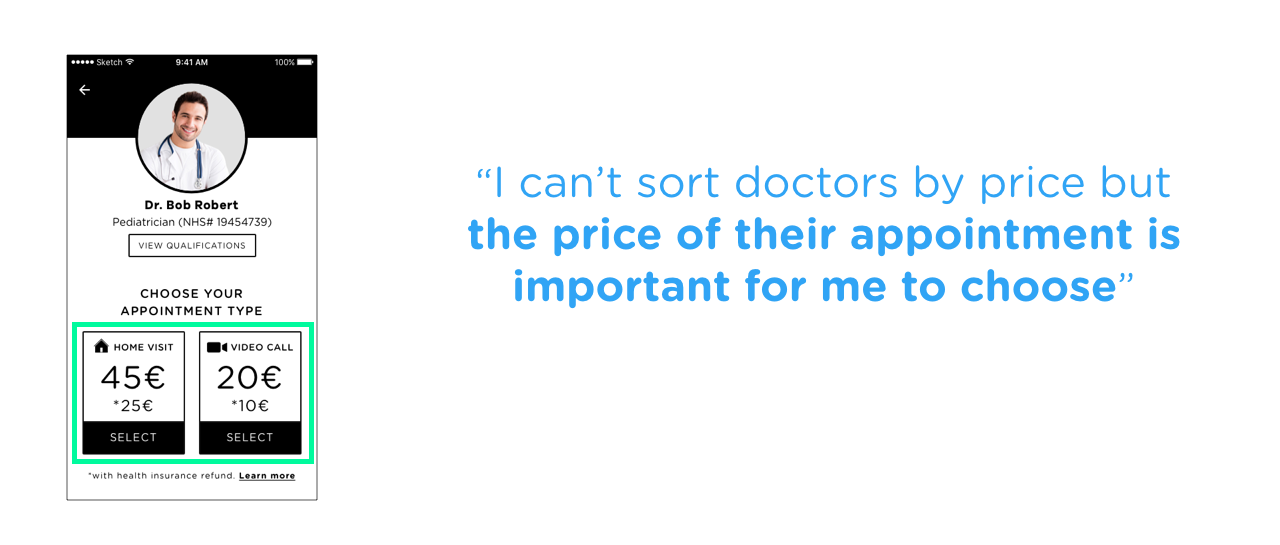 Sketch 9:41 AM 100%
Dr. Bob Robert
Pediatrician (NHS# 19454739)
VIEW QUALIFICATIONS
CHOOSE YOUR
APPOINTMENT TYPE
HOME VISIT
45€
*25€
SELECT
VIDEO CALL
20€
*10€
SELECT
*with health insurance refund. Learn more
“I can’t sort doctors by price but
the price of their appointment is
important for me to choose”